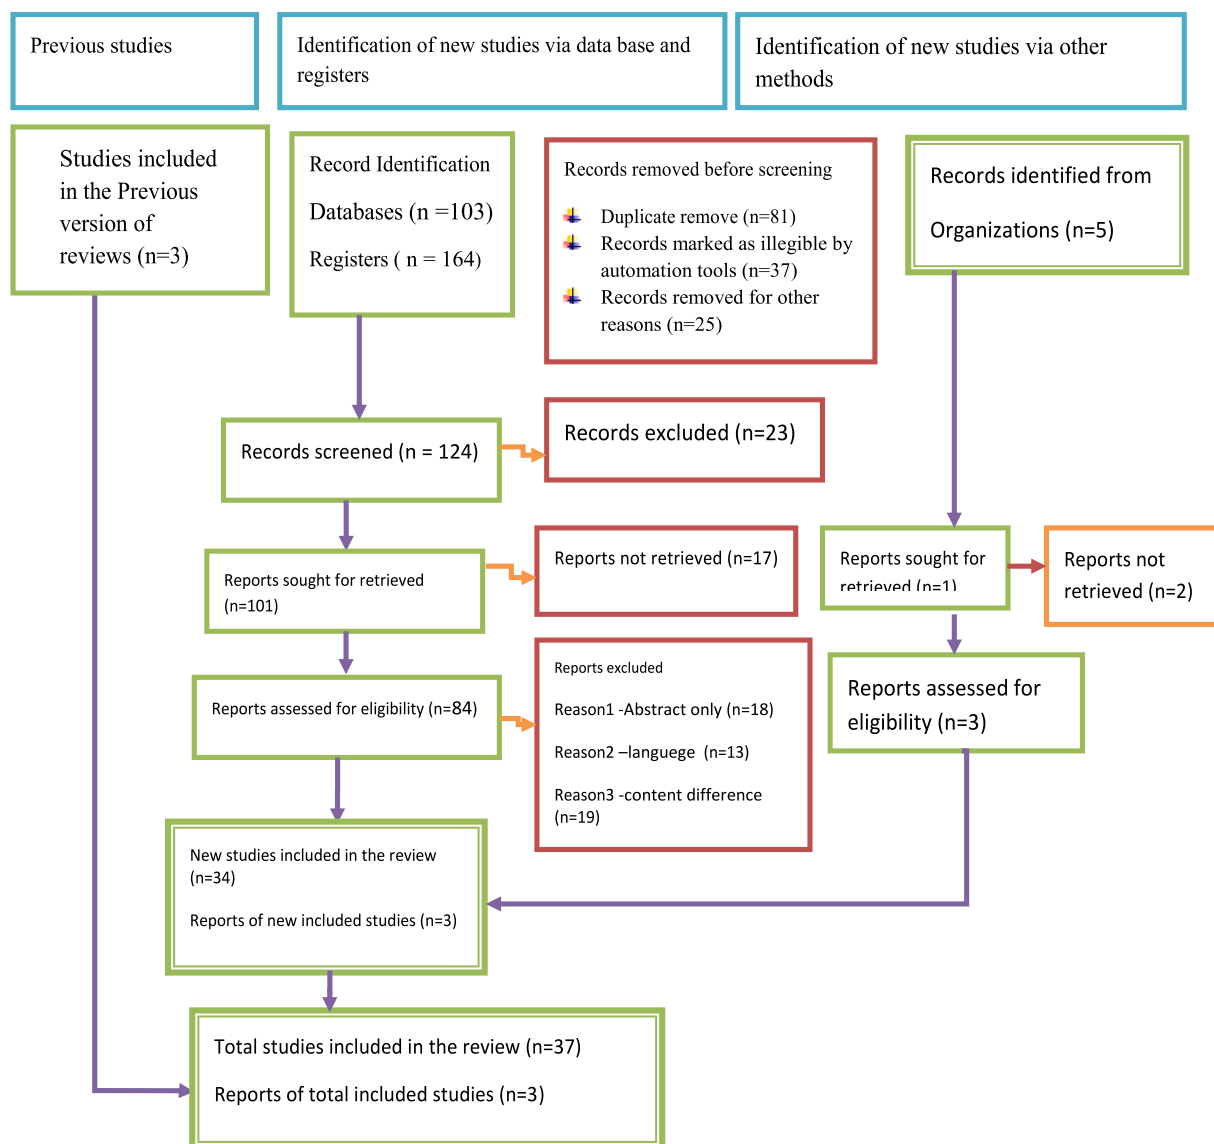 Previous studies
Identification of new studies via data base and
registers
Identification of new studies via other
methods
Studies included
in the Previous
version of
reviews (n=3)
Record Identification
Databases (n =103)
Registers ( n = 164)
Records removed before screening
Duplicate remove (n=81)
Records marked as illegible by
automation tools (n=37)
Records removed for other
reasons (n=25)
Records identified from
Organizations (n=5)
Records screened (n = 124)
Records excluded (n=23)
Reports sought for retrieved
(n=101)
Reports not retrieved (n=17)
Reports sought for
retrieved (n=1)
Reports not
retrieved (n=2)
Reports assessed for eligibility (n=84)
Reports excluded
Reason1 -Abstract only (n=18)
Reason2 –languege  (n=13)
Reason3 -content difference
(n=19)
Reports assessed for
eligibility (n=3)
New studies included in the review
(n=34)
Reports of new included studies (n=3)
Total studies included in the review (n=37)
Reports of total included studies (n=3)